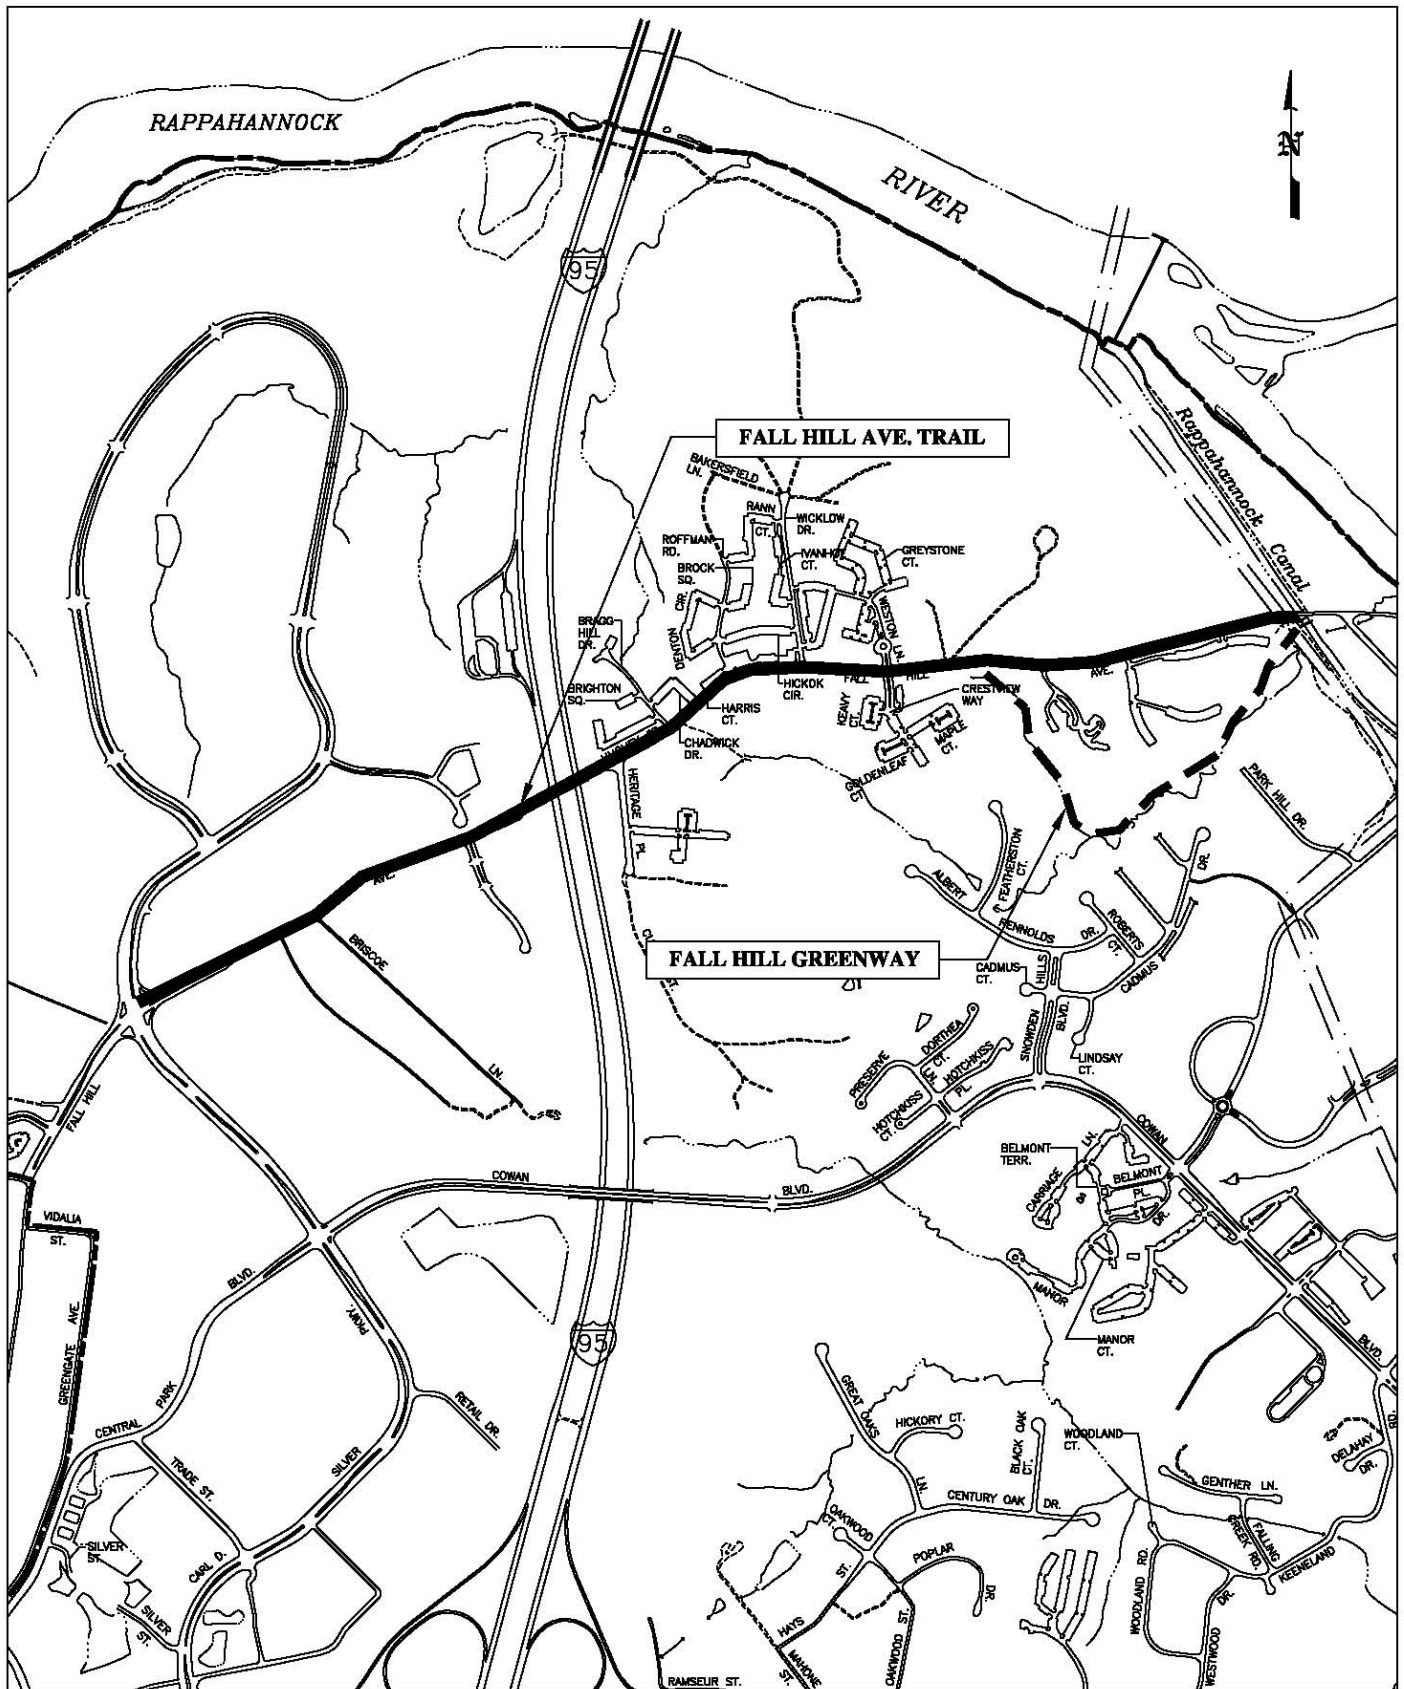 RAPPAHANNOCK
N
RIVER
95
FALL HILL AVE. TRAIL
Rappahannock
Canal
BAKERSFIELD
LN.
RANN
CT.
WICKLOW
DR.
ROFFMAN
RD.
IVANHOE
CT.
GREYSTONE
CT.
BROCK
SQ.
CIR.
DENTON
WESTON LN.
BRAGG
HILL
DR.
BRIGHTON
SQ.
HARRIS
CT.
HICKOK
CIR.
FALL
HILL
AVE.
CRESTVIEW
WAY
KEAVY
CT.
MAPLE
CT.
CHADWICK
DR.
GOLDENLEAF
CT.
HERITAGE
PL.
PARK HILL DR.
AVE.
ALBERT
FEATHERSTON
CT.
RENNOLDS
DR.
ROBERTS
CT.
DR.
CADMUS
BRISCOE
LN.
FALL HILL GREENWAY
CADMUS
CT.
HILLS
SNOWDEN
BLVD.
LINDSAY
CT.
DORTHEA
CT.
PRESERVE
LN.
HOTCHKISS
PL.
HOTCHKISS
CT.
FALL HILL
COWAN
BELMONT
TERR.
LN.
CARRIAGE
BELMONT
PL.
DR.
COWAN
BLVD.
VIDALIA
ST.
MANOR
MANOR
CT.
BLVD.
BLVD.
PKWY.
GREENGATE AVE.
PARK
CENTRAL
95
RETAIL DR.
TRADE ST.
SILVER
GREAT OAKS
LN.
HICKORY CT.
BLACK OAK
CT.
WOODLAND
CT.
RD.
DELAHAY
DR.
GENTHER LN.
CENTURY OAK DR.
OAKWOOD
CT.
SILVER
ST.
CARL D.
SILVER
ST.
POPLAR
DR.
ST.
HAYS
MAHONE
ST.
OAKWOOD ST.
WOODLAND RD.
FALLING
CREEK RD.
KEENELAND
DR.
WESTWOOD
RAMSEUR ST.